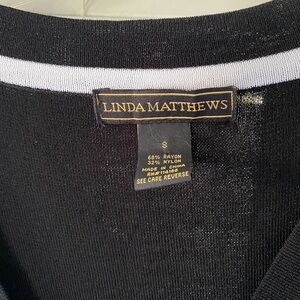 LINDA MATTHEWS
S
68% RAYON
32% NYLON
MADE IN CHINA
SEE CARE REVERSE